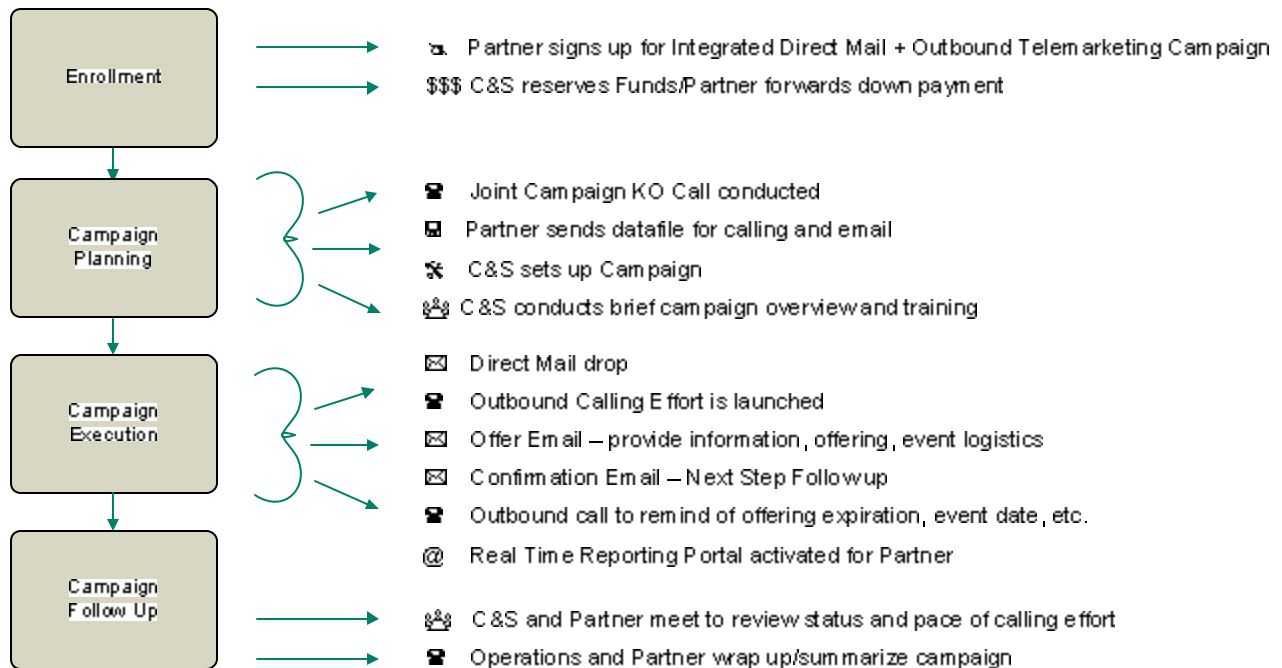 Enrollment
Partner signs up for Integrated Direct Mail + Outbound Telemarketing Campaign
$$$ C&S reserves Funds/Partner forwards down payment
Campaign
Planning
Joint Campaign KO Call conducted
Partner sends datafile for calling and email
C&S sets up Campaign
C&S conducts brief campaign overview and training
Campaign
Execution
Direct Mail drop
Outbound Calling Effort is launched
Offer Email – provide information, offering, event logistics
Confirmation Email – Next Step Followup
Outbound call to remind of offering expiration, event date, etc.
@ Real Time Reporting Portal activated for Partner
Campaign
Follow Up
C&S and Partner meet to review status and pace of calling effort
Operations and Partner wrap up/summarize campaign